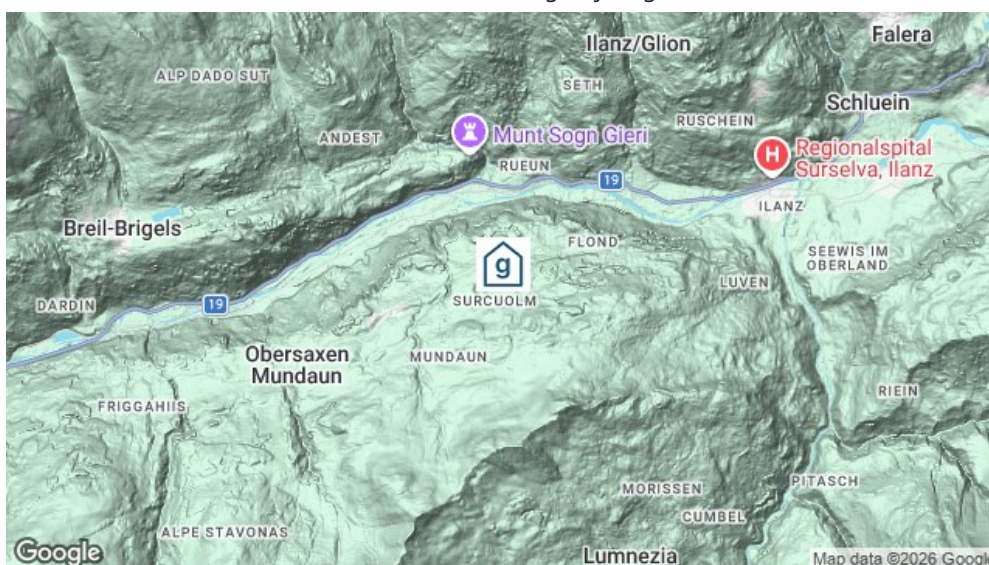 Falera
Ilanz/Glion
ALP DADO SUT
SETH
Schluein
RUSCHEIN
ANDEST
Munt Sogn Gieri
H
Regionalspital
Surselva, Ilanz
RUEUN
19
ILANZ
Breil-Brigels
FLOND
SEEWIS IM
OBERLAND
g
LUVEN
DARDIN
19
SURCUOLM
Obersaxen
Mundaun
MUNDAUN
RIEIN
FRIGGAHIIS
PITASCH
MORISSEN
CUMBEL
ALPE STAVONAS
Google
Lumnezia
Map data ©2026 Google